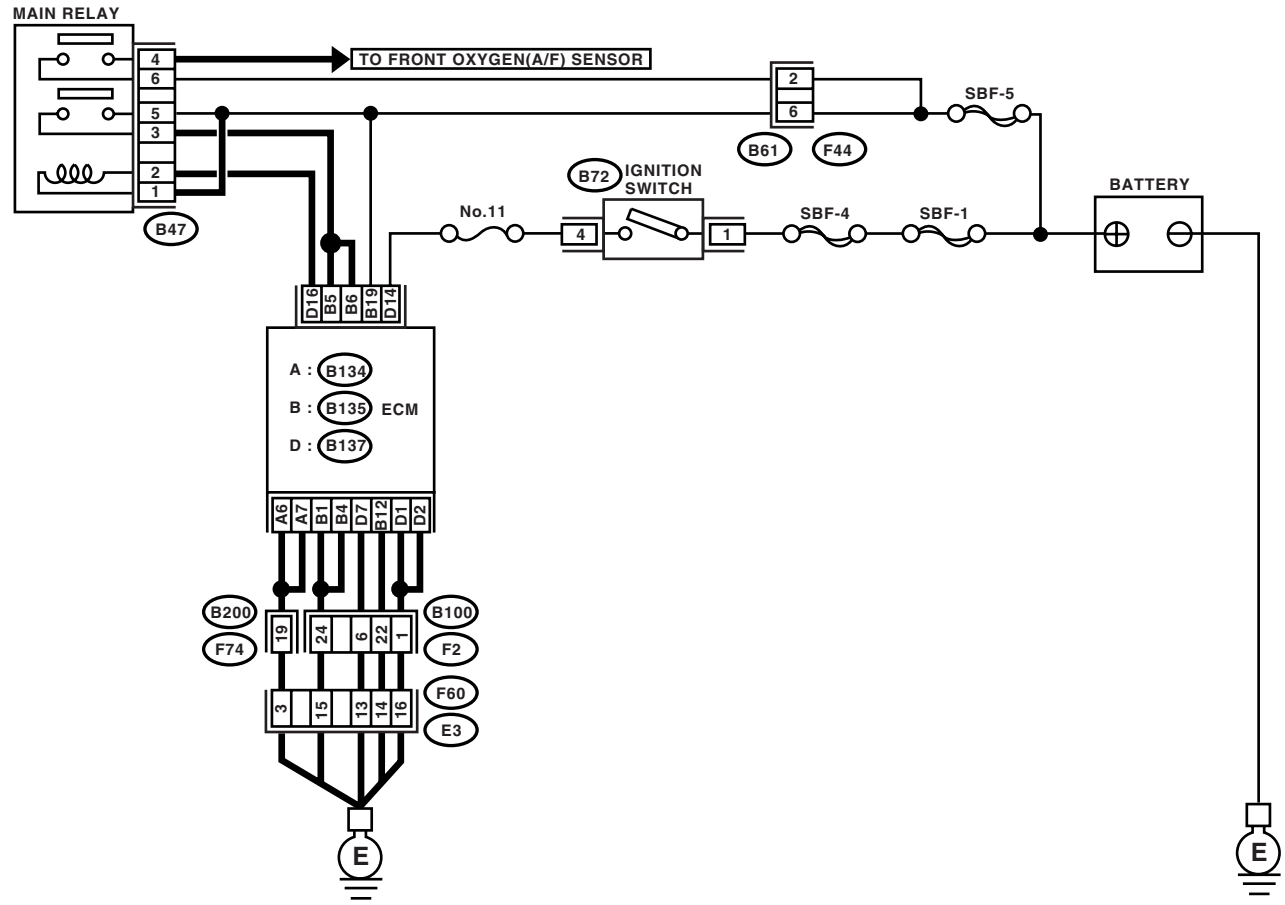 MAIN RELAY
4
TO FRONT OXYGEN(A/F) SENSOR
6
5
3
2
1
B47
2
6
B61
F44
SBF-5
B72
IGNITION
SWITCH
No.11
4
1
SBF-4
SBF-1
BATTERY
D16
B5
B6
B19
D14
A : B134
B : B135 ECM
D : B137
A6
A7
B1
B4
D7
B12
D1
D2
B200
F74
19
24
6
22
1
B100
F2
3
15
13
14
16
F60
E3
E
E